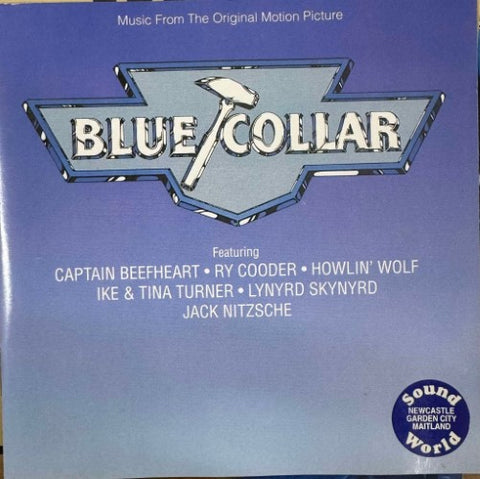 Music From The Original Motion Picture
BLUE COLLAR
Featuring
CAPTAIN BEEFHEART • RY COODER • HOWLIN' WOLF
IKE & TINA TURNER • LYNYRD SKYNYRD
JACK NITZSCHE
Sound
NEWCASTLE
GARDEN CITY
MAITLAND
World